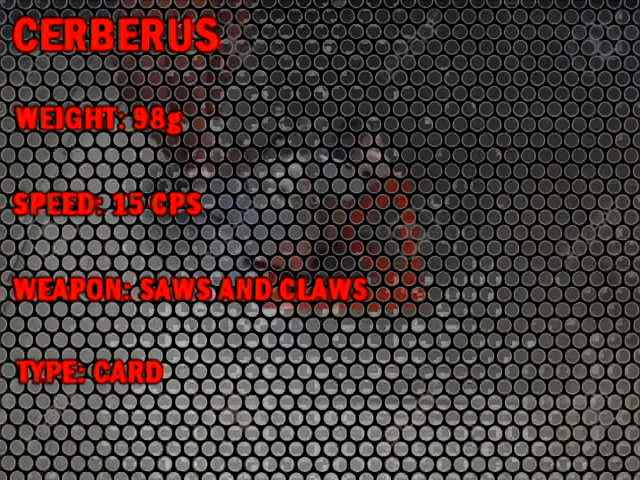 CERBERUS
WEIGHT: 98g
SPEED: 15 CPS
WEAPON: SAWS AND CLAWS
TYPE: CARD